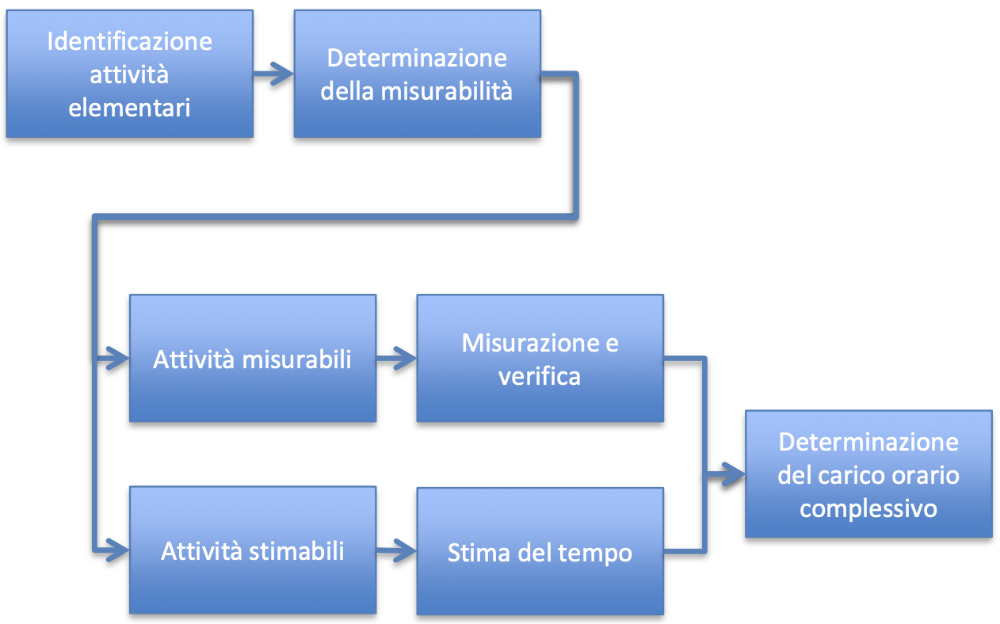 Identificazione
attività
elementari
Determinazione
della misurabilità
Attività misurabili
Misurazione e
verifica
Attività stimabili
Stima del tempo
Determinazione
del carico orario
complessivo